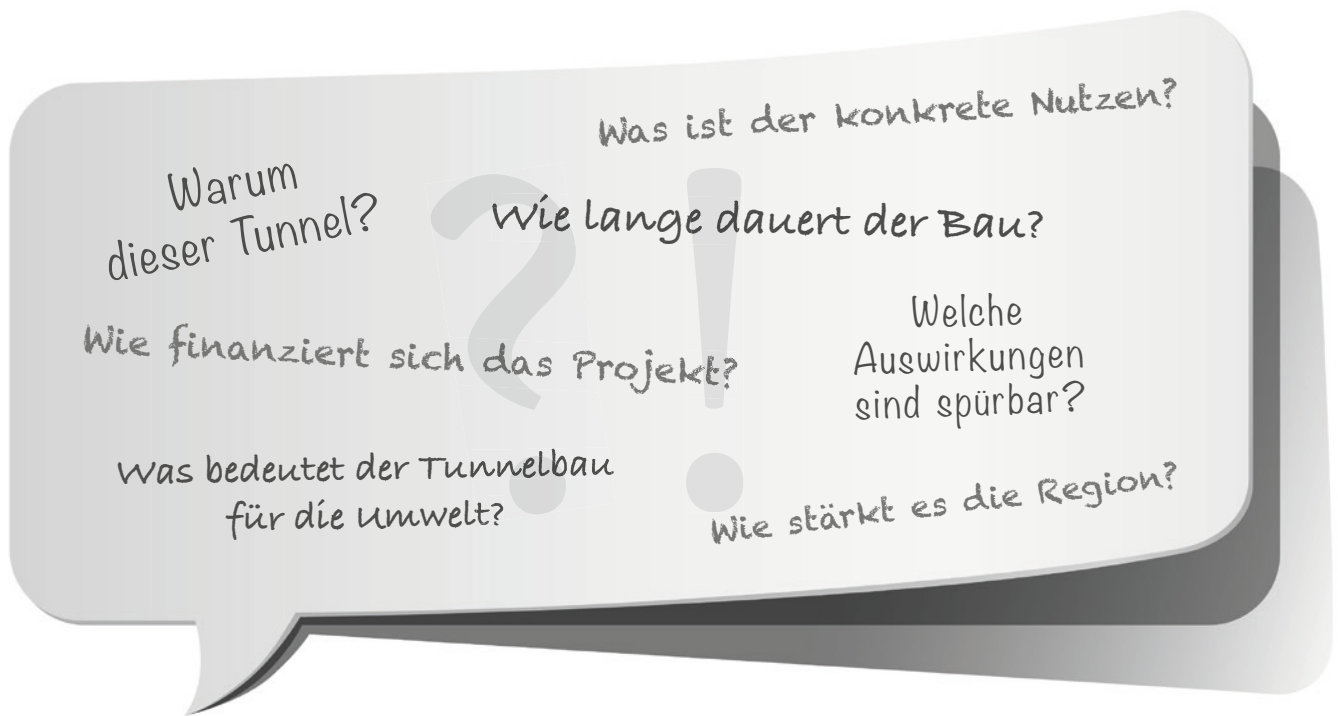 Was ist der konkrete Nutzen?
Warum
dieser Tunnel?
Wie lange dauert der Bau?
Wie finanziert sich das Projekt?
Welche
Auswirkungen
sind spürbar?
Was bedeutet der Tunnelbau
für die Umwelt?
Wie stärkt es die Region?
?!